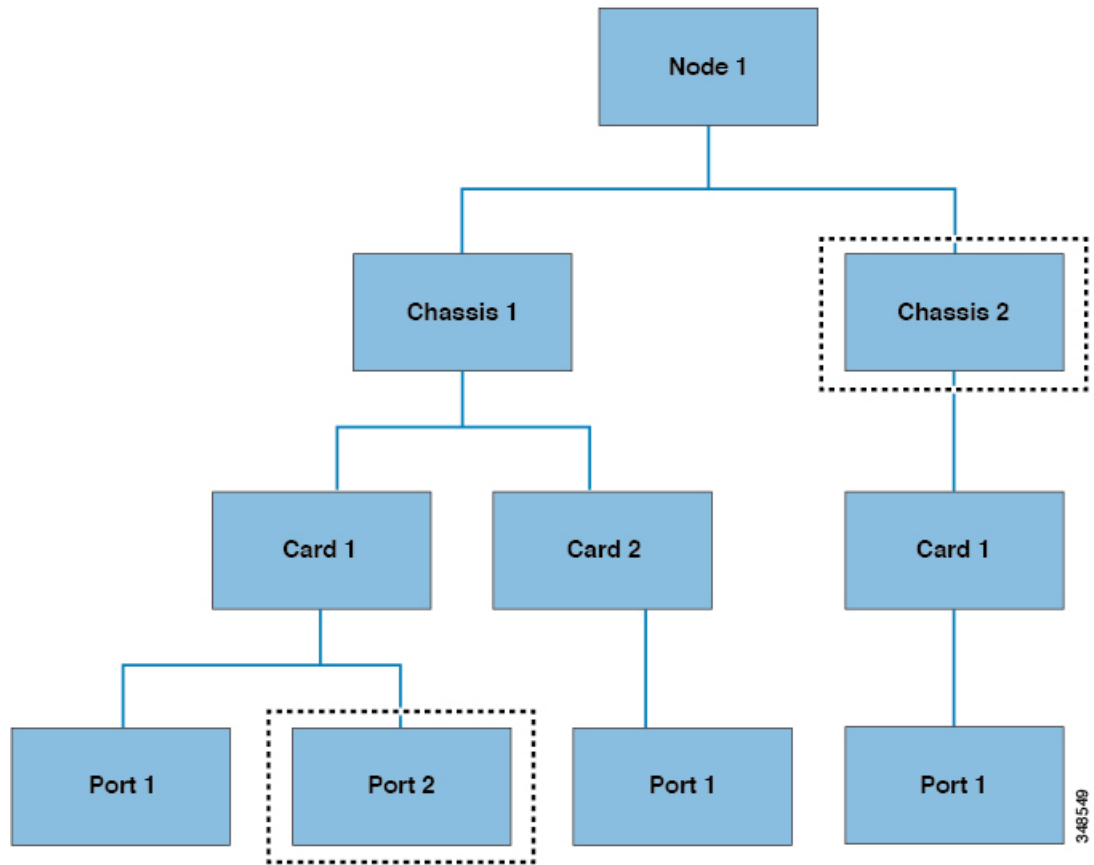 Node 1
Chassis 1
Chassis 2
Card 1
Card 2
Card 1
Port 1
Port 2
Port 1
Port 1
348549